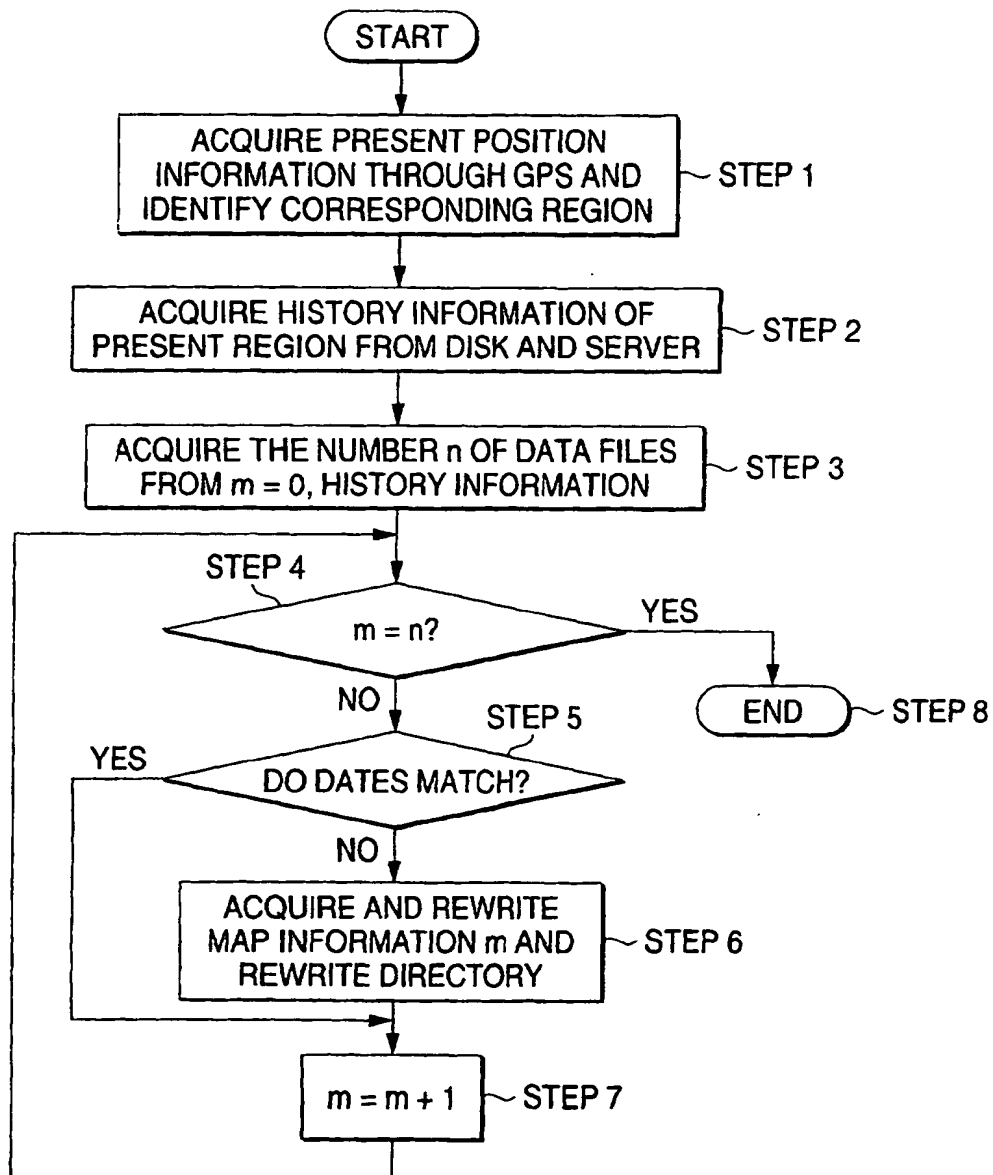 START
ACQUIRE PRESENT POSITION
INFORMATION THROUGH GPS AND
IDENTIFY CORRESPONDING REGION
STEP 1
ACQUIRE HISTORY INFORMATION OF
PRESENT REGION FROM DISK AND SERVER
STEP 2
ACQUIRE THE NUMBER n OF DATA FILES
FROM m = 0, HISTORY INFORMATION
STEP 3
STEP 4
m = n?
YES
NO
END
STEP 8
STEP 5
YES
DO DATES MATCH?
NO
ACQUIRE AND REWRITE
MAP INFORMATION m AND
REWRITE DIRECTORY
STEP 6
m = m + 1
STEP 7